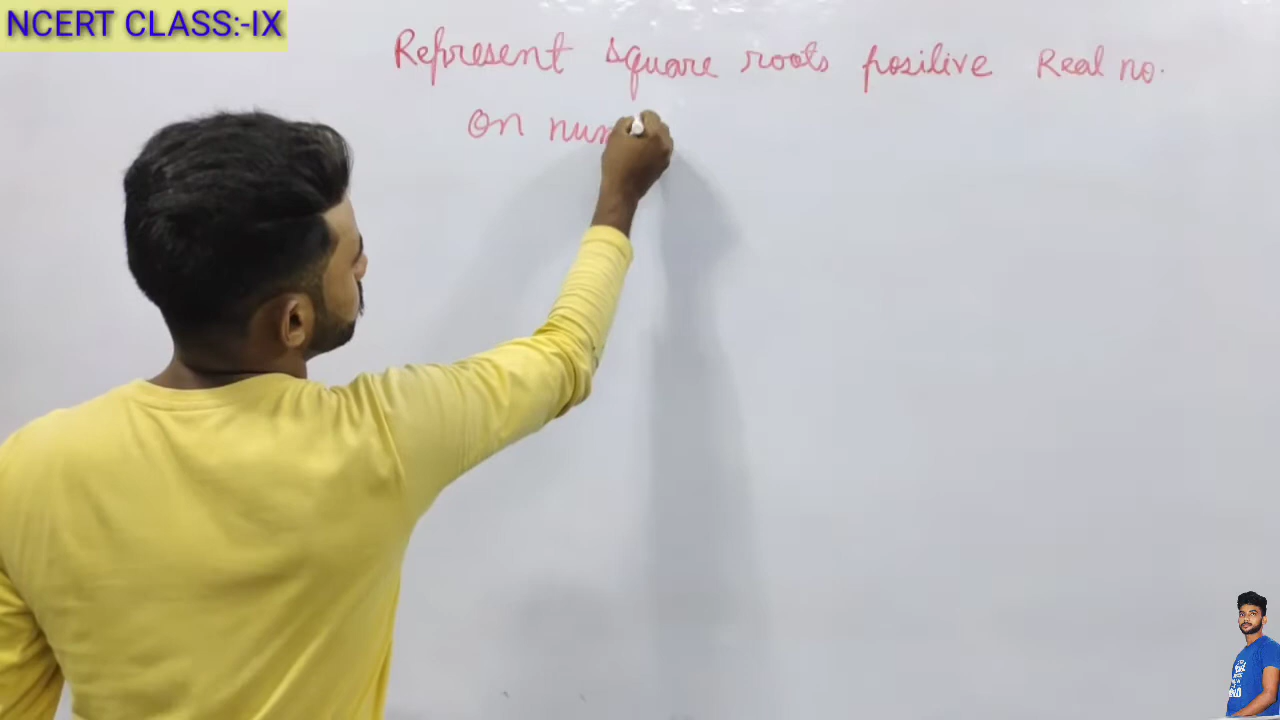 NCERT CLASS:-IX
Represent square roots positive Real no.
On num